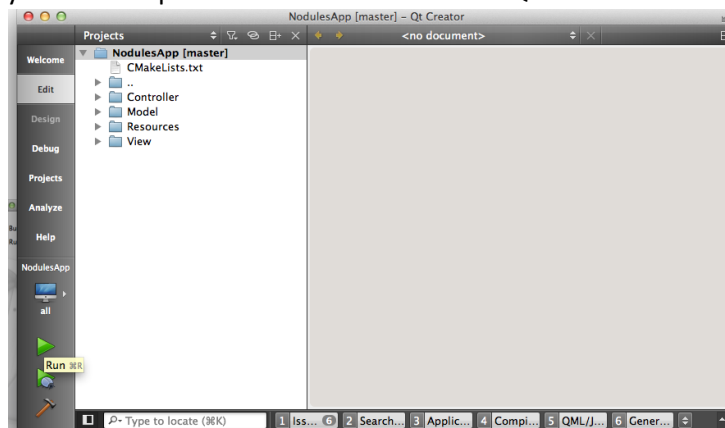 NodulesApp [master] - Qt Creator
Projects
<no document>
Welcome
NodulesApp [master]
CMakeLists.txt
..
Edit
Controller
Model
Design
Resources
View
Debug
Projects
Analyze
Help
NodulesApp
all
Run ⌘R
Type to locate (⌘K)
1 Iss... 6
2 Search...
3 Applic...
4 Compi...
5 QML/J...
6 Gener...